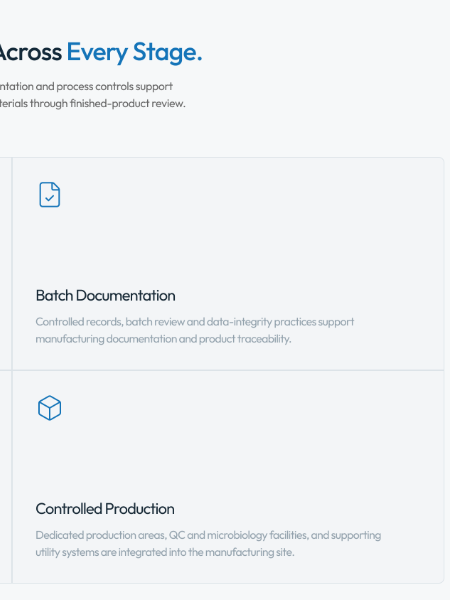 Across Every Stage.
ntation and process controls support
terials through finished-product review.
Batch Documentation
Controlled records, batch review and data-integrity practices support
manufacturing documentation and product traceability.
Controlled Production
Dedicated production areas, QC and microbiology facilities, and supporting
utility systems are integrated into the manufacturing site.